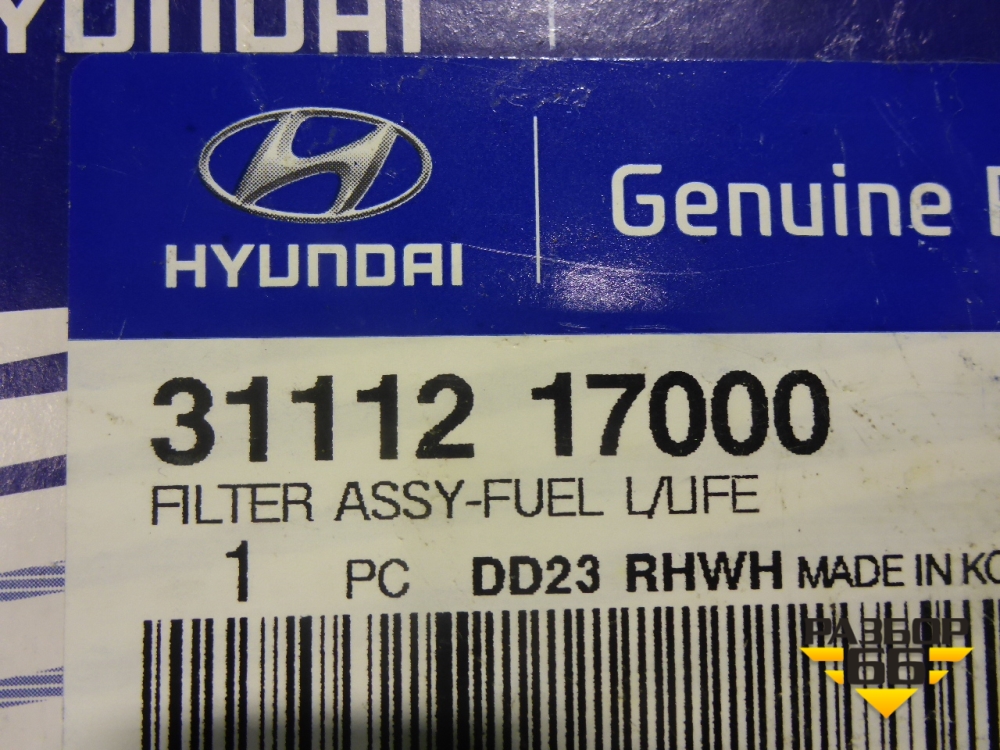 HYUNDAI
HYUNDAI
Genuine
31112 17000
FILTER ASSY-FUEL L/LIFE
1 PC DD23 RHWH MADE IN KO
РАЗБОР
66